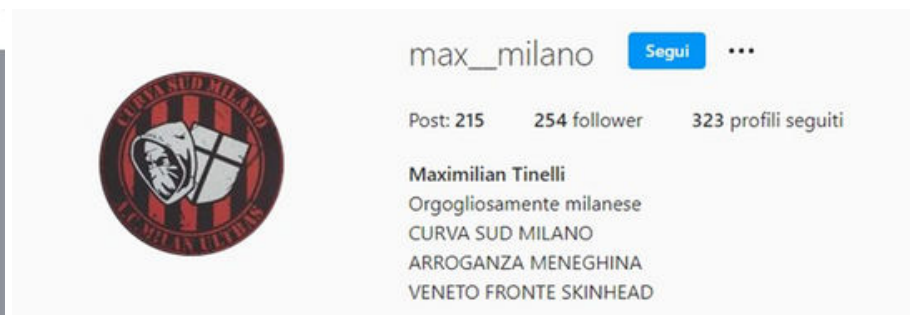 max__milano Segui
Post: 215 254 follower 323 profili seguiti
Maximilian Tinelli
Orgogliosamente milanese
CURVA SUD MILANO
ARROGANZA MENEGHINA
VENETO FRONTE SKINHEAD
CURVA SUD MILANO
A.C. MILAN ULTRAS